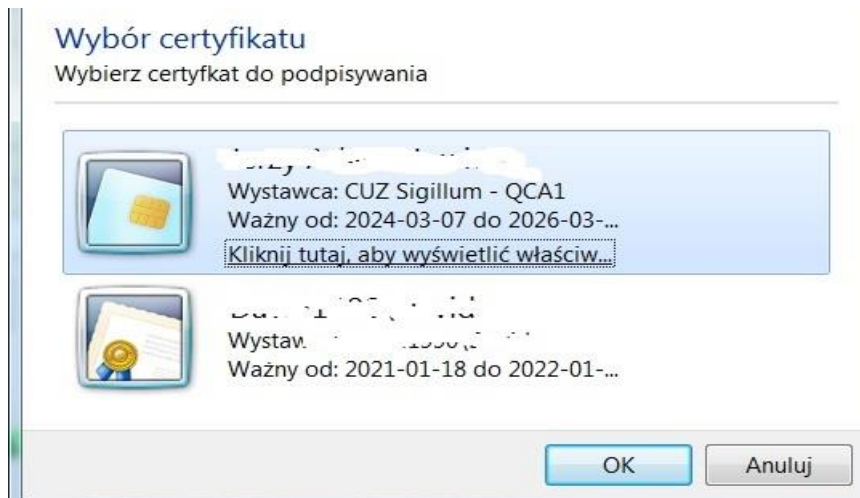 Wybór certyfikatu
Wybierz certyfkat do podpisywania
Wystawca: CUZ Sigillum - QCA1
Ważny od: 2024-03-07 do 2026-03-...
Kliknij tutaj, aby wyświetlić właściw...
Ważny od: 2021-01-18 do 2022-01-...
OK
Anuluj